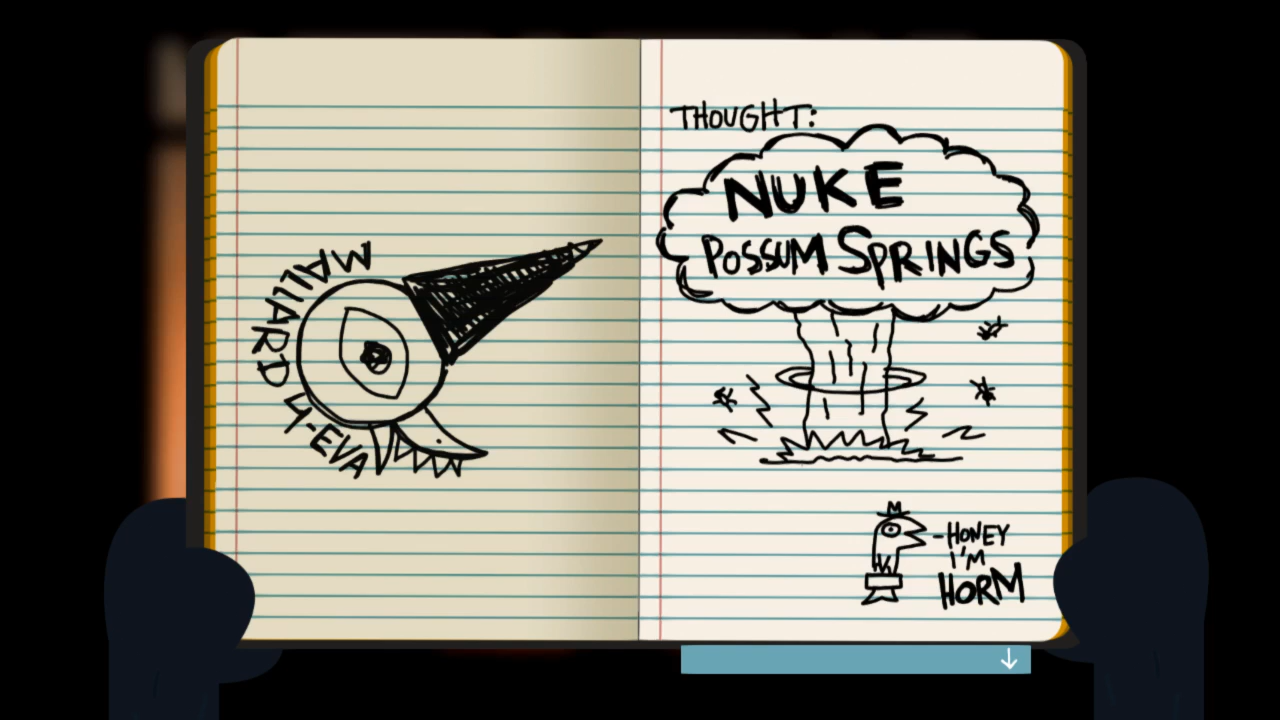 MALLARD 4-EVA
THOUGHT:
NUKE
POSSUM SPRINGS
-HONEY
I'M
HORM